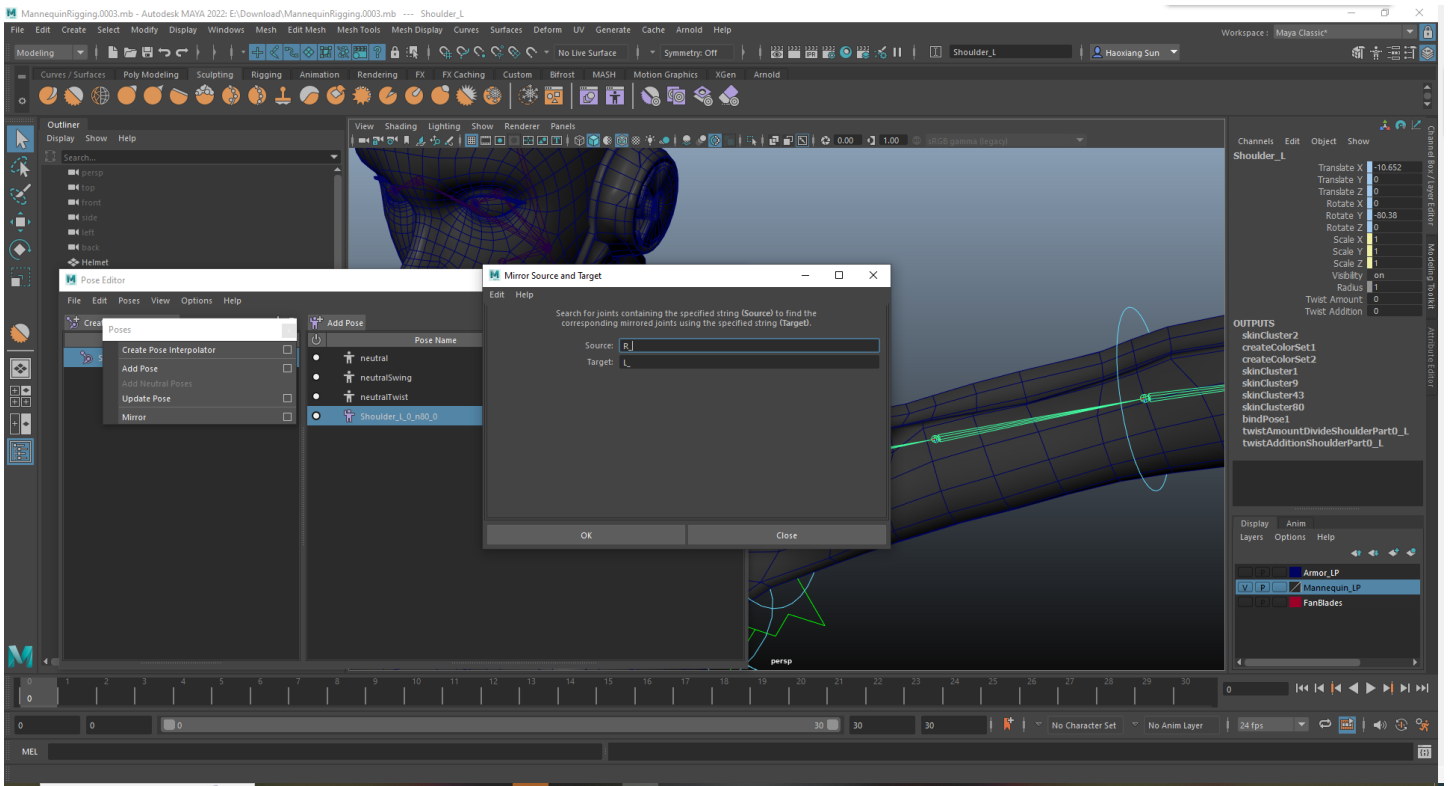 MannequinRigging.0003.mb - Autodesk MAYA 2022: E:\Download\MannequinRigging.0003.mb --- Shoulder_L
File Edit Create Select Modify Display Windows Mesh Edit Mesh Mesh Tools Mesh Display Curves Surfaces Deform UV Generate Cache Arnold Help
Workspace: Maya Classic*
Modeling No Live Surface Symmetry: Off Shoulder_L Haoxiang Sun
Curves / Surfaces Poly Modeling Sculpting Rigging Animation Rendering FX FX Caching Custom Bifrost MASH Motion Graphics XGen Arnold
Outliner
Display Show Help
Search...
persp
top
front
side
left
back
Helmet
View Shading Lighting Show Renderer Panels
0.00 1.00 sRGB gamma (legacy)
Pose Editor
File Edit Poses View Options Help
Crea
Add Pose
Pose Name
neutral
neutralSwing
neutralTwist
Shoulder_L_0_n80_0
Poses
Create Pose Interpolator
Add Pose
Add Neutral Poses
Update Pose
Mirror
Mirror Source and Target
Edit Help
Search for joints containing the specified string (Source) to find the
corresponding mirrored joints using the specified string (Target).
Source: R_
Target: L_
OK Close
persp
Channels Edit Object Show
Shoulder_L
Translate X -10.652
Translate Y 0
Translate Z 0
Rotate X 0
Rotate Y -80.38
Rotate Z 0
Scale X 1
Scale Y 1
Scale Z 1
Visibility on
Radius 1
Twist Amount 0
Twist Addition 0
OUTPUTS
skinCluster2
createColorSet1
createColorSet2
skinCluster1
skinCluster9
skinCluster43
skinCluster80
bindPose1
twistAmountDivideShoulderPart0_L
twistAdditionShoulderPart0_L
Channel Box / Layer Editor
Modeling Toolkit
Attribute Editor
Display Anim
Layers Options Help
Armor_LP
V P Mannequin_LP
FanBlades
0 1 2 3 4 5 6 7 8 9 10 11 12 13 14 15 16 17 18 19 20 21 22 23 24 25 26 27 28 29 30
0
0
0 0 0 30 30 30 No Character Set No Anim Layer 24 fps
MEL